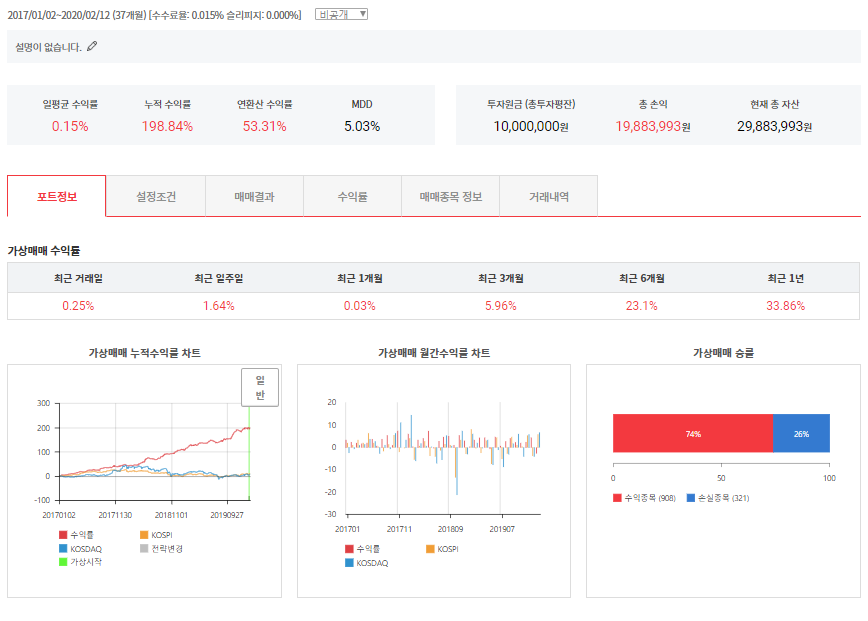 2017/01/02~2020/02/12 (37개월) [수수료율: 0.015% 슬리피지: 0.000%] 비공개
설명이 없습니다.
일평균 수익률 누적 수익률 연환산 수익률 MDD
0.15% 198.84% 53.31% 5.03%
투자원금 (총투자평잔) 총 손익 현재 총 자산
10,000,000원 19,883,993원 29,883,993원
포트정보 설정조건 매매결과 수익률 매매종목 정보 거래내역
가상매매 수익률
최근 거래일 최근 일주일 최근 1개월 최근 3개월 최근 6개월 최근 1년
0.25% 1.64% 0.03% 5.96% 23.1% 33.86%
가상매매 누적수익률 차트
일반
300
200
100
0
-100
20170102 20171130 20181101 20190927
수익률 KOSPI
KOSDAQ 전략변경
가상시작
가상매매 월간수익률 차트
20
10
0
-10
-20
-30
201701 201711 201809 201907
수익률 KOSPI
KOSDAQ
가상매매 승률
74% 26%
0 50 100
수익종목 (908) 손실종목 (321)